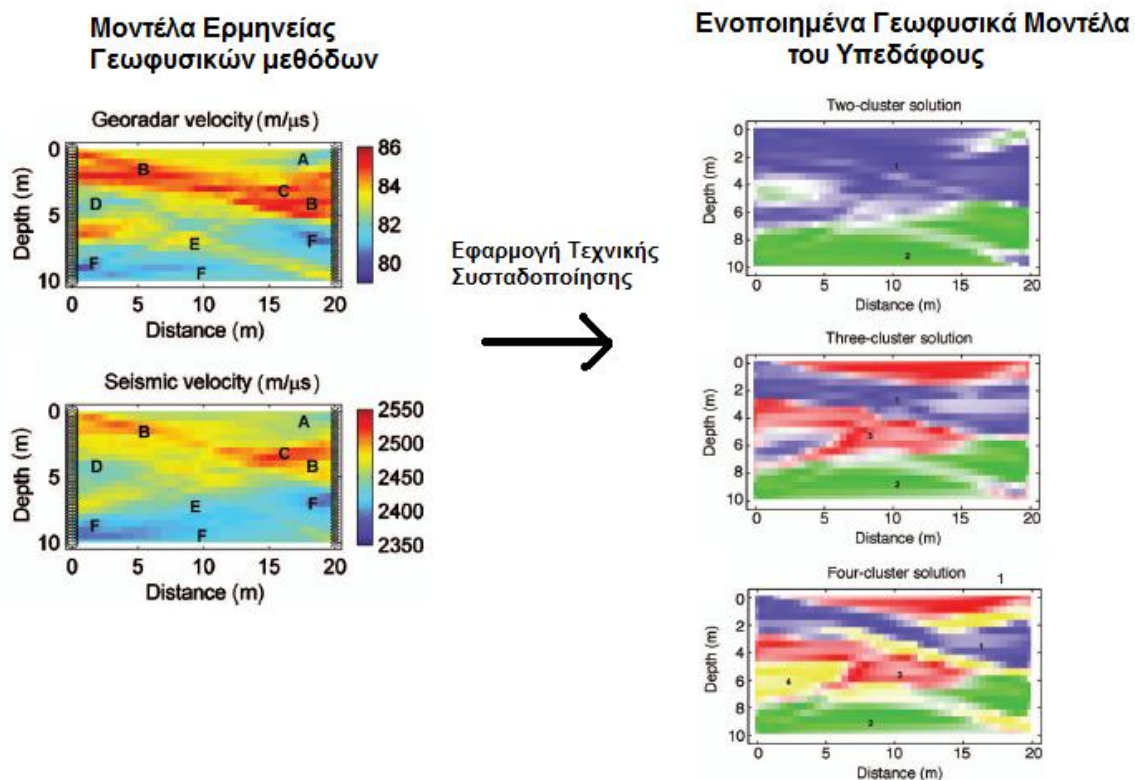 Μοντέλα Ερμηνείας
Γεωφυσικών μεθόδων
Georadar velocity (m/μs)
0
5
10
Depth (m)
A
B
C
B
D
E
F
F
F
86
84
82
80
0 5 10 15 20
Distance (m)
Seismic velocity (m/μs)
0
5
10
Depth (m)
A
B
C
B
D
E
F
F
F
2550
2500
2450
2400
2350
0 5 10 15 20
Distance (m)
Εφαρμογή Τεχνικής
Συσταδοποίησης
Ενοποιημένα Γεωφυσικά Μοντέλα
του Υπεδάφους
Two-cluster solution
0
2
4
6
8
10
Depth (m)
1
2
0 5 10 15 20
Three-cluster solution
0
2
4
6
8
10
Depth (m)
1
3
2
0 5 10 15 20
Four-cluster solution 1
0
2
4
6
8
10
Depth (m)
1
3
4
2
0 5 10 15 20
Distance (m)